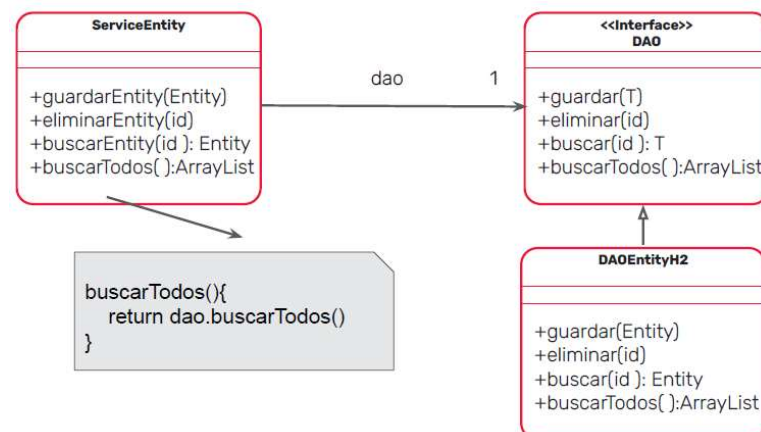 ServiceEntity
+guardarEntity(Entity)
+eliminarEntity(id)
+buscarEntity(id ): Entity
+buscarTodos( ):ArrayList
dao
1
<<Interface>>
DAO
+guardar(T)
+eliminar(id)
+buscar(id ): T
+buscarTodos( ):ArrayList
buscarTodos(){
return dao.buscarTodos()
}
DAOEntityH2
+guardar(Entity)
+eliminar(id)
+buscar(id ): Entity
+buscarTodos( ):ArrayList